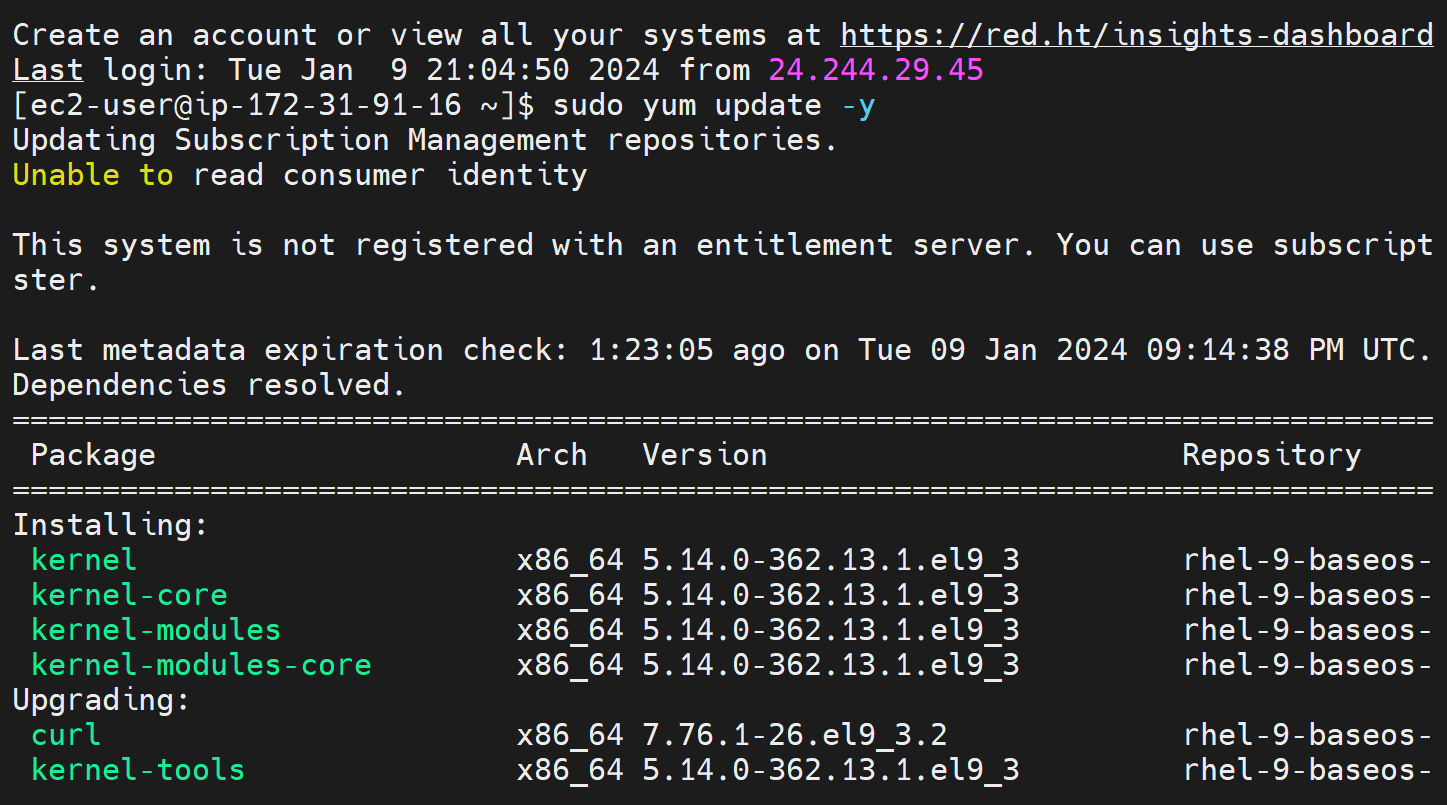 Create an account or view all your systems at https://red.ht/insights-dashboard
Last login: Tue Jan  9 21:04:50 2024 from 24.244.29.45
[ec2-user@ip-172-31-91-16 ~]$ sudo yum update -y
Updating Subscription Management repositories.
Unable to read consumer identity

This system is not registered with an entitlement server. You can use subscript
ster.

Last metadata expiration check: 1:23:05 ago on Tue 09 Jan 2024 09:14:38 PM UTC.
Dependencies resolved.
===============================================================================
 Package                    Arch   Version                       Repository
===============================================================================
Installing:
 kernel                     x86_64 5.14.0-362.13.1.el9_3         rhel-9-baseos-
 kernel-core                x86_64 5.14.0-362.13.1.el9_3         rhel-9-baseos-
 kernel-modules             x86_64 5.14.0-362.13.1.el9_3         rhel-9-baseos-
 kernel-modules-core        x86_64 5.14.0-362.13.1.el9_3         rhel-9-baseos-
Upgrading:
 curl                       x86_64 7.76.1-26.el9_3.2             rhel-9-baseos-
 kernel-tools               x86_64 5.14.0-362.13.1.el9_3         rhel-9-baseos-